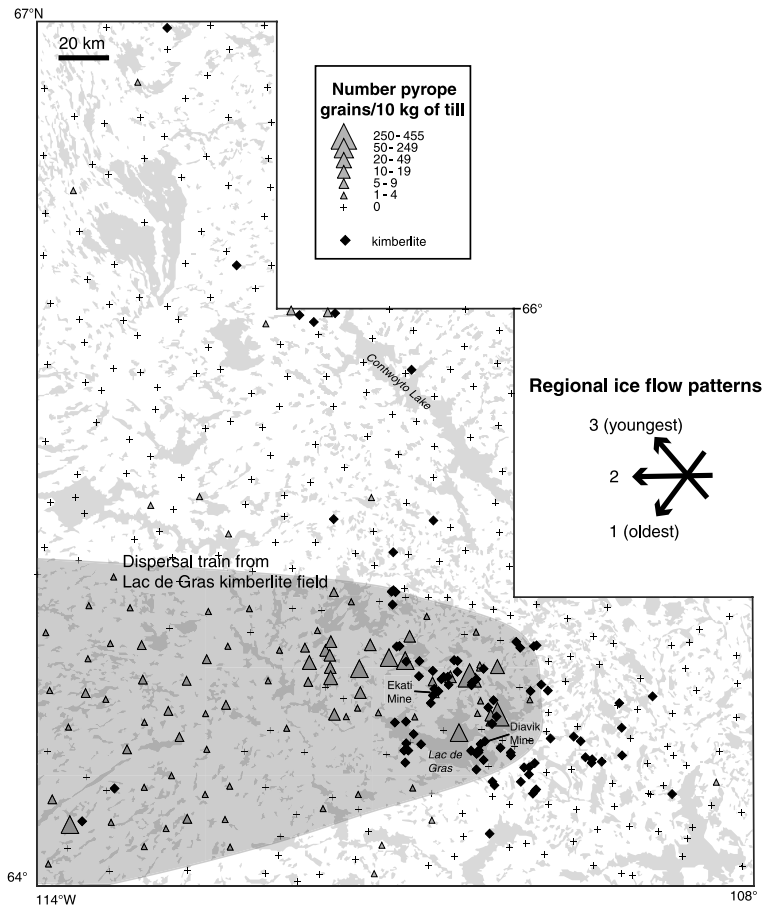 67°N
20 km
Number pyrope
grains/10 kg of till
250-455
50-249
20-49
10-19
5-9
1-4
0
kimberlite
66°
Contwoyto Lake
Regional ice flow patterns
3 (youngest)
2
1 (oldest)
Dispersal train from
Lac de Gras kimberlite field
Ekati
Mine
Diavik
Mine
Lac de
Gras
64°
114°W
108°